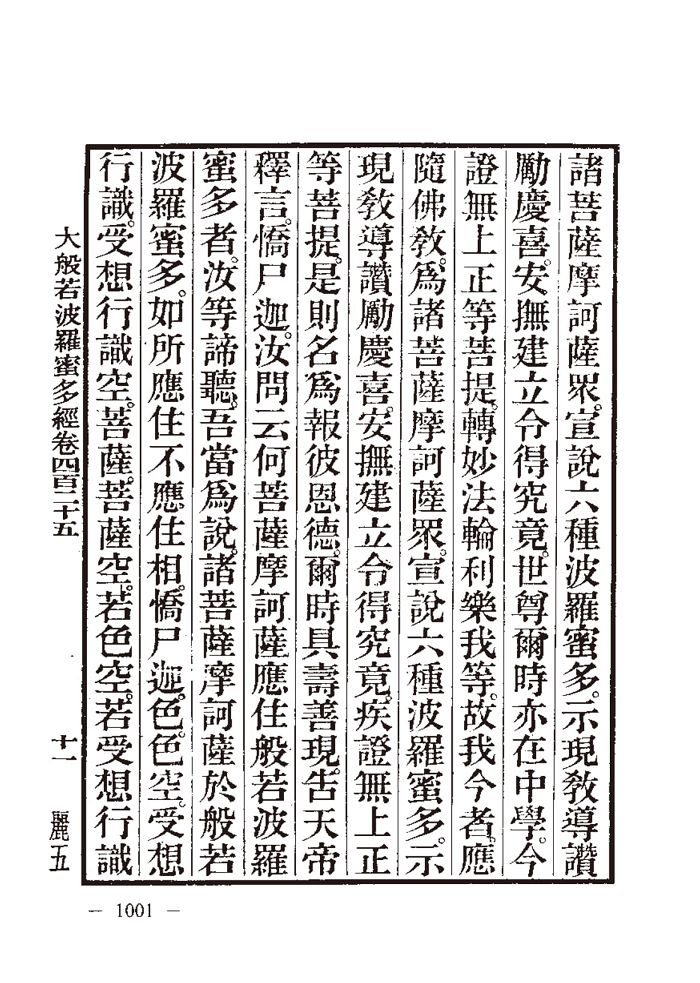 諸菩薩摩訶薩眾。宣說六種波羅蜜多。示現教導讚
勵慶喜。安撫建立令得究竟。世尊爾時亦在中學。今
證無上正等菩提。轉妙法輪利樂我等。故我今者。應
隨佛教。為諸菩薩摩訶薩眾。宣說六種波羅蜜多。示
現教導讚勵慶喜。安撫建立令得究竟。疾證無上正
等菩提。是則名為報彼恩德。爾時具壽善現。告天帝
釋言。憍尸迦。汝問云何菩薩摩訶薩應住般若波羅
蜜多者。汝等諦聽。吾當為說。諸菩薩摩訶薩於般若
波羅蜜多。如所應住不應住相。憍尸迦。色。色空。受想
行識。受想行識空。菩薩。菩薩空。若色空。若受想行識
大般若波羅蜜多經卷四百二十五 十一 麗五
— 1001 —